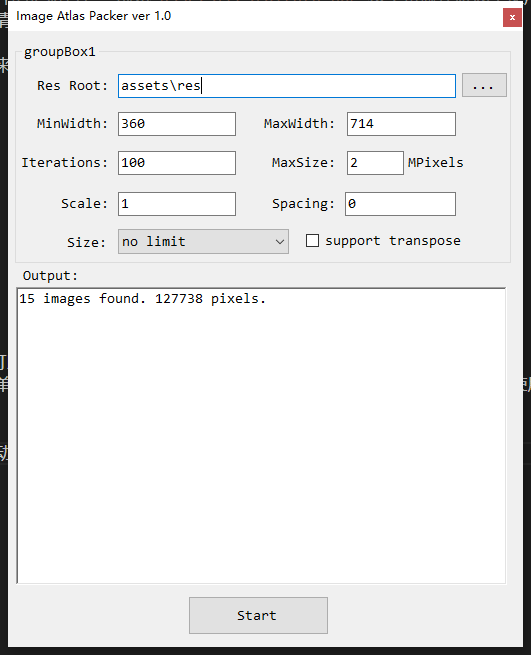 Image Atlas Packer ver 1.0
x
groupBox1
Res Root: assets\res ...
MinWidth: 360 MaxWidth: 714
Iterations: 100 MaxSize: 2 MPixels
Scale: 1 Spacing: 0
Size: no limit support transpose
Output:
15 images found. 127738 pixels.
Start